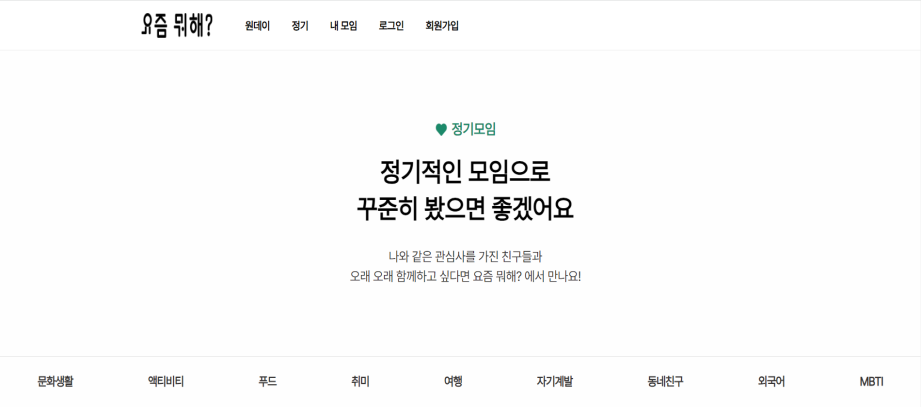 요즘 뭐해? 원데이 정기 내 모임 로그인 회원가입
정기모임
정기적인 모임으로
꾸준히 봤으면 좋겠어요
나와 같은 관심사를 가진 친구들과
오래 오래 함께하고 싶다면 요즘 뭐해? 에서 만나요!
문화생활 액티비티 푸드 취미 여행 자기계발 동네친구 외국어 MBTI